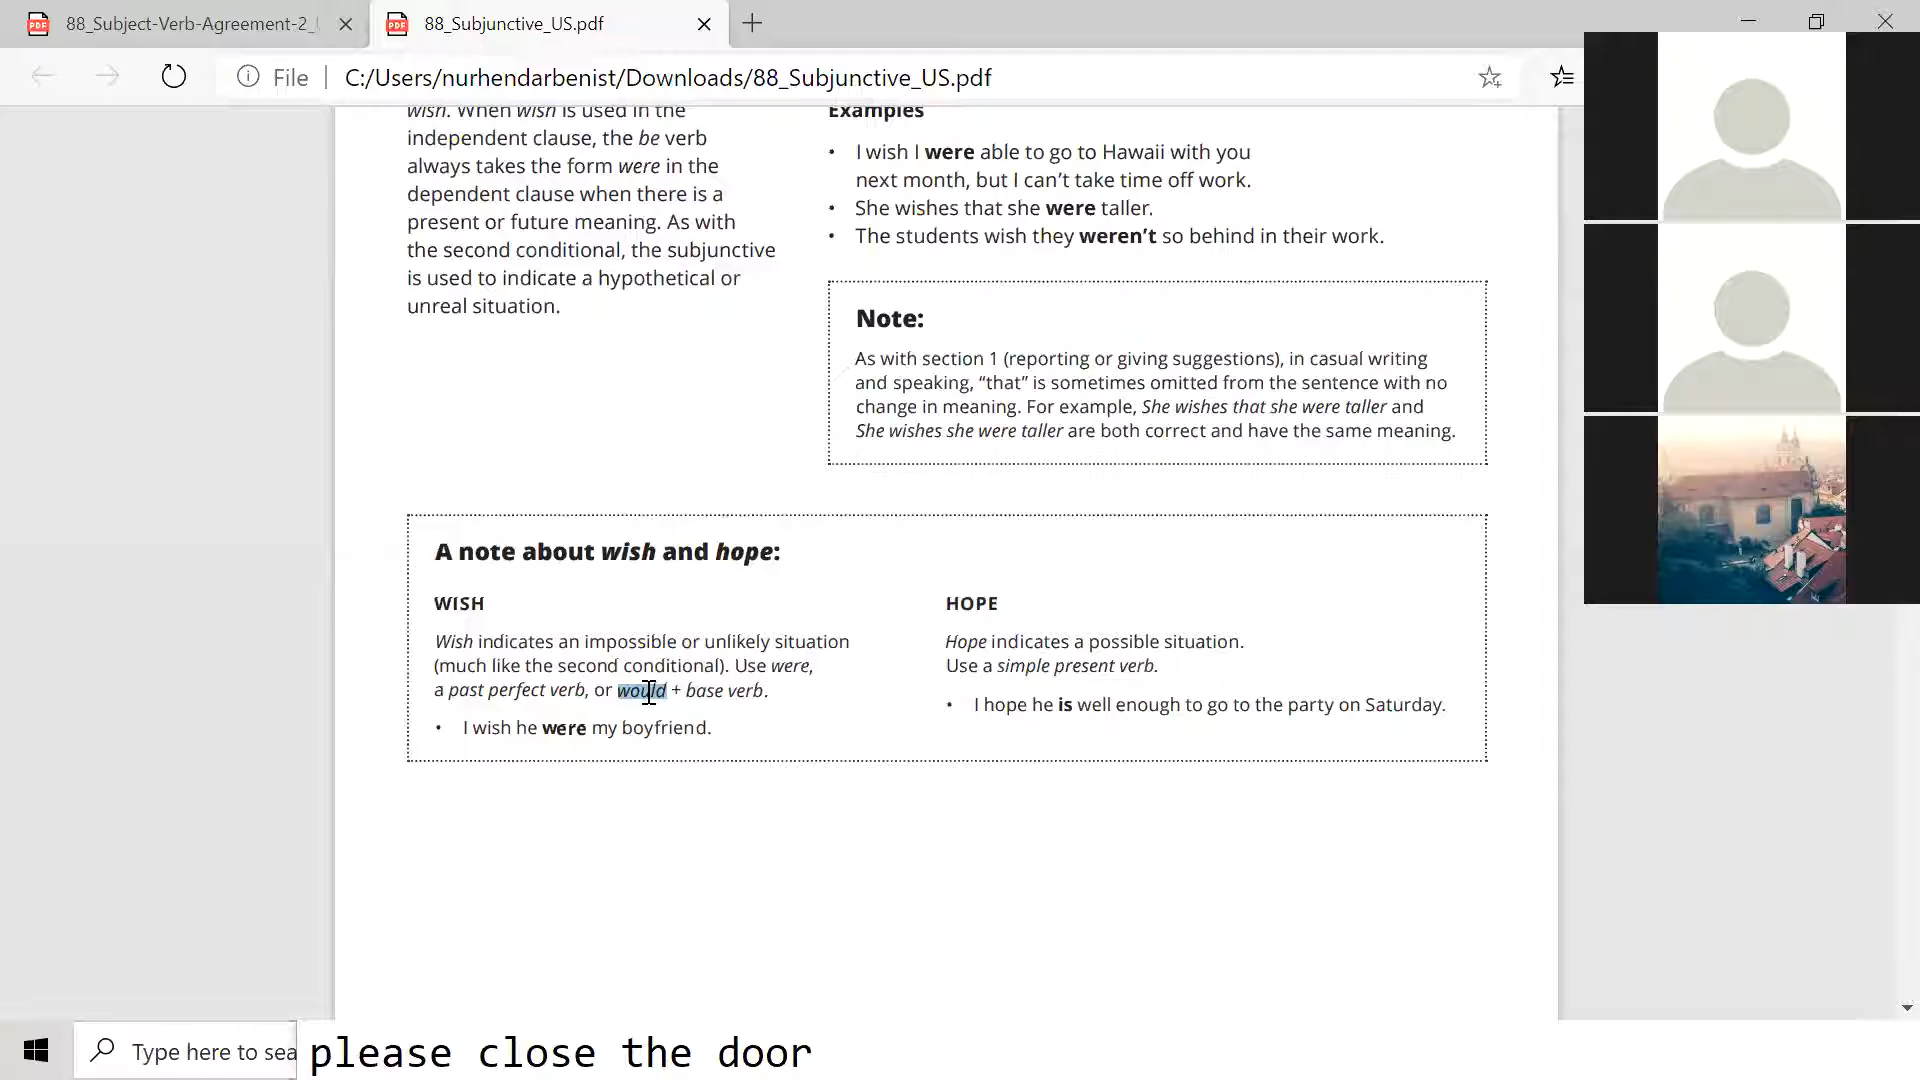 88_Subject-Verb-Agreement-2_
88_Subjunctive_US.pdf
File
C:/Users/nurhendarbenist/Downloads/88_Subjunctive_US.pdf
wish. When wish is used in the
independent clause, the be verb
always takes the form were in the
dependent clause when there is a
present or future meaning. As with
the second conditional, the subjunctive
is used to indicate a hypothetical or
unreal situation.
Examples
• I wish I were able to go to Hawaii with you
next month, but I can’t take time off work.
• She wishes that she were taller.
• The students wish they weren’t so behind in their work.
Note:
As with section 1 (reporting or giving suggestions), in casual writing
and speaking, “that” is sometimes omitted from the sentence with no
change in meaning. For example, She wishes that she were taller and
She wishes she were taller are both correct and have the same meaning.
A note about wish and hope:
WISH
Wish indicates an impossible or unlikely situation
(much like the second conditional). Use were,
a past perfect verb, or would + base verb.
• I wish he were my boyfriend.
HOPE
Hope indicates a possible situation.
Use a simple present verb.
• I hope he is well enough to go to the party on Saturday.
Type here to sea
please close the door